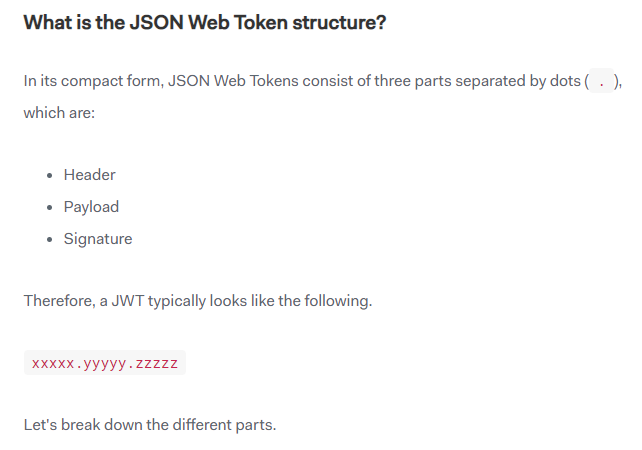 What is the JSON Web Token structure?
In its compact form, JSON Web Tokens consist of three parts separated by dots ( . ),
which are:
• Header
• Payload
• Signature
Therefore, a JWT typically looks like the following.
xxxxx.yyyyy.zzzzz
Let's break down the different parts.